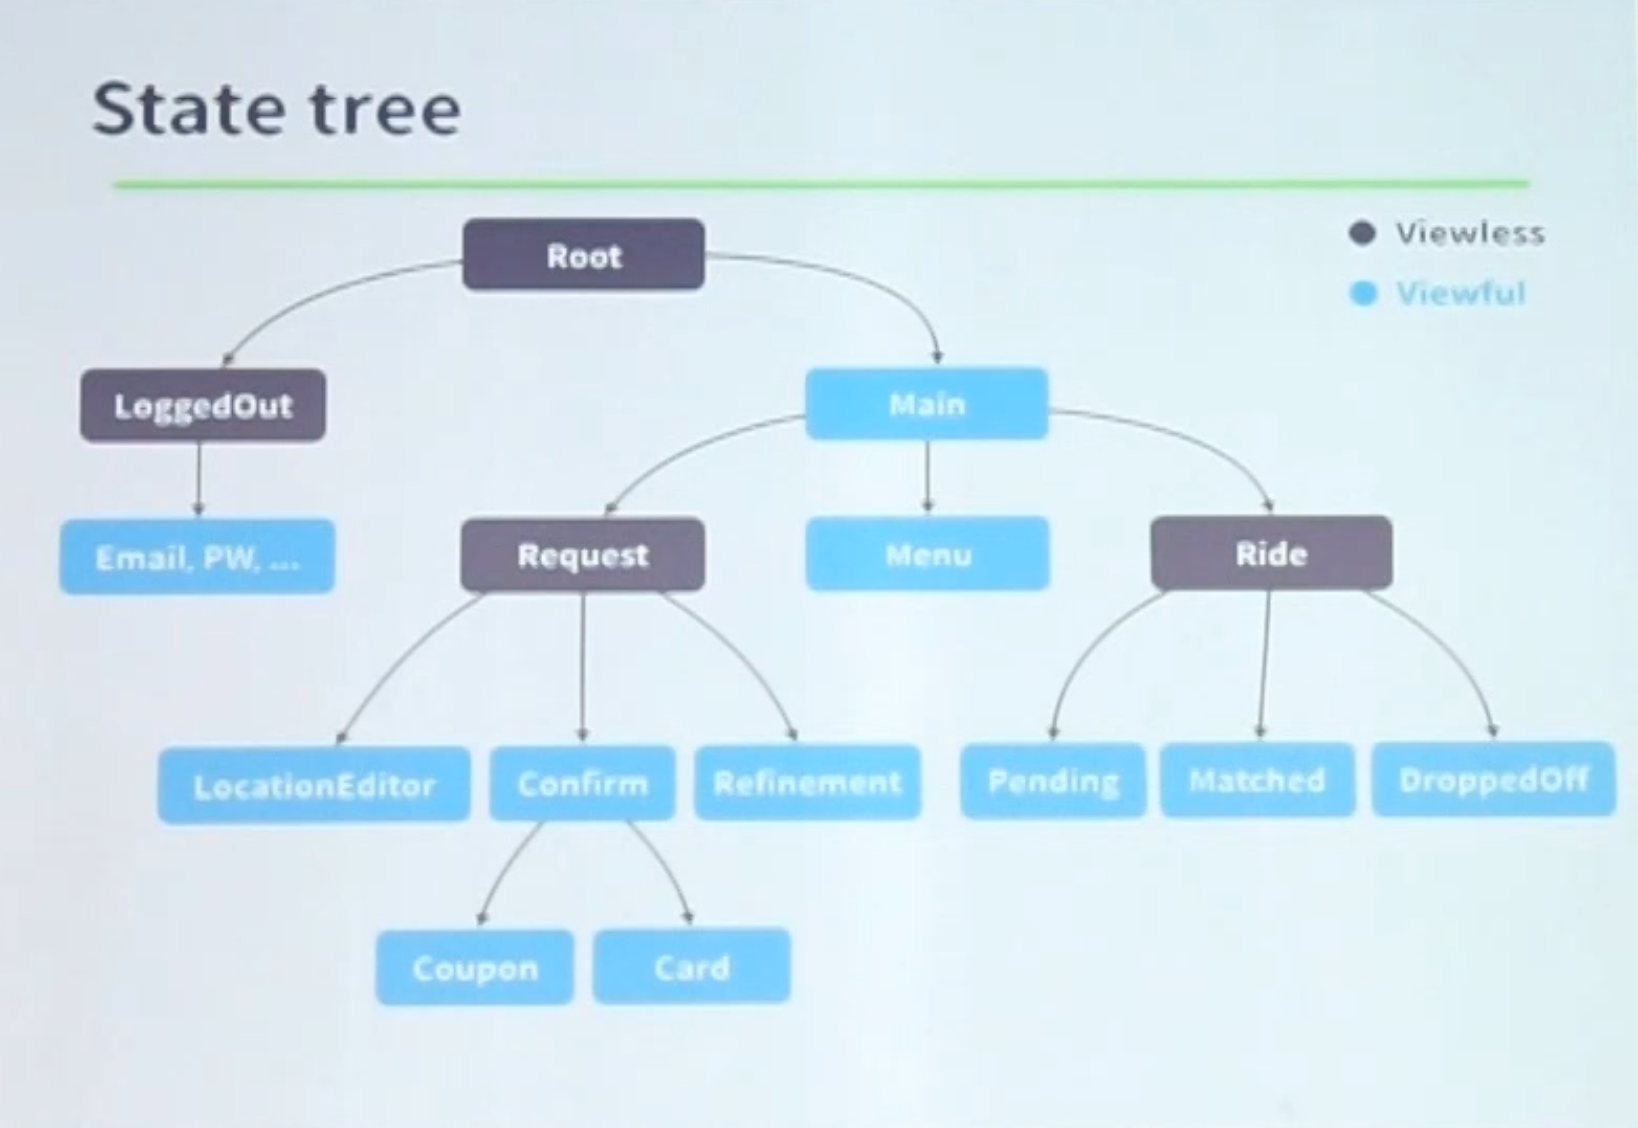 State tree
Viewless
Viewful
Root
LoggedOut
Main
Email, PW, ...
Request
Menu
Ride
LocationEditor
Confirm
Refinement
Pending
Matched
DroppedOff
Coupon
Card